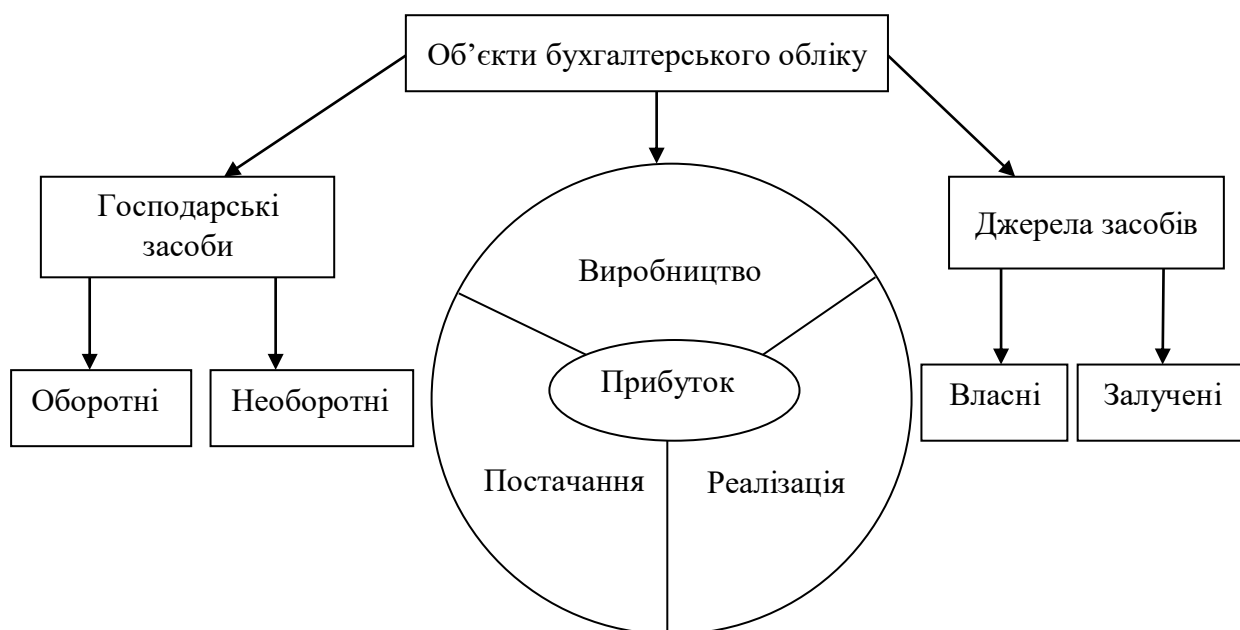 Об’єкти бухгалтерського обліку
Господарські
засоби
Джерела засобів
Виробництво
Прибуток
Оборотні
Необоротні
Власні
Залучені
Постачання
Реалізація